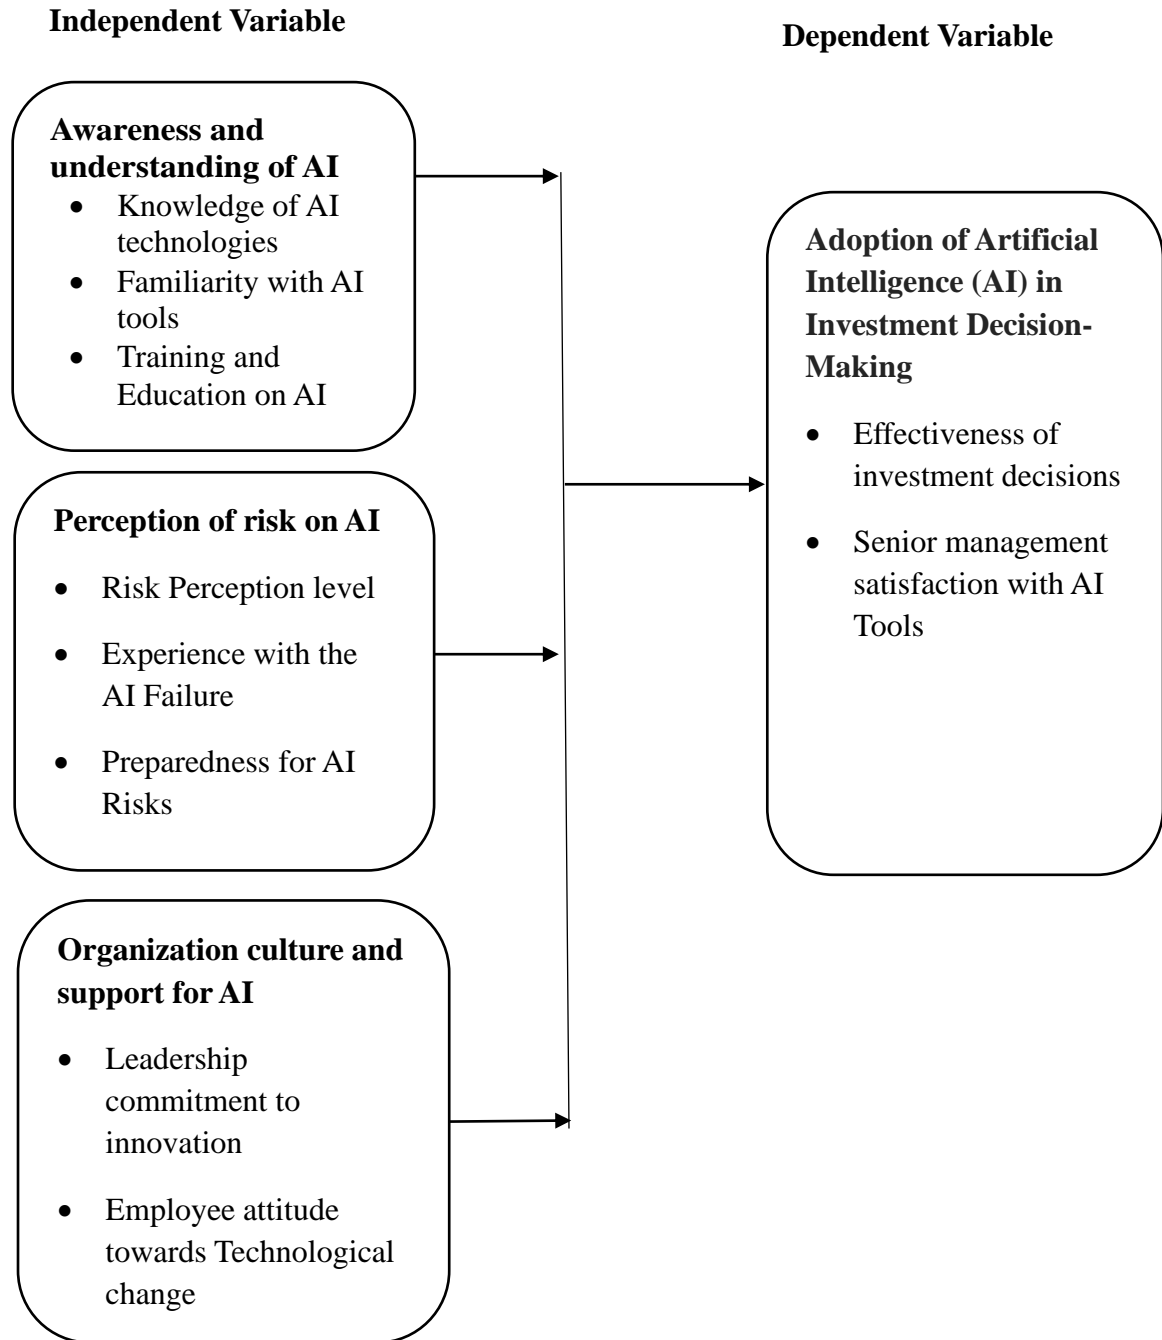 Independent Variable
Dependent Variable
Awareness and
understanding of AI
• Knowledge of AI
technologies
• Familiarity with AI
tools
• Training and
Education on AI
Perception of risk on AI
• Risk Perception level
• Experience with the
AI Failure
• Preparedness for AI
Risks
Organization culture and
support for AI
• Leadership
commitment to
innovation
• Employee attitude
towards Technological
change
Adoption of Artificial
Intelligence (AI) in
Investment Decision-
Making
• Effectiveness of
investment decisions
• Senior management
satisfaction with AI
Tools